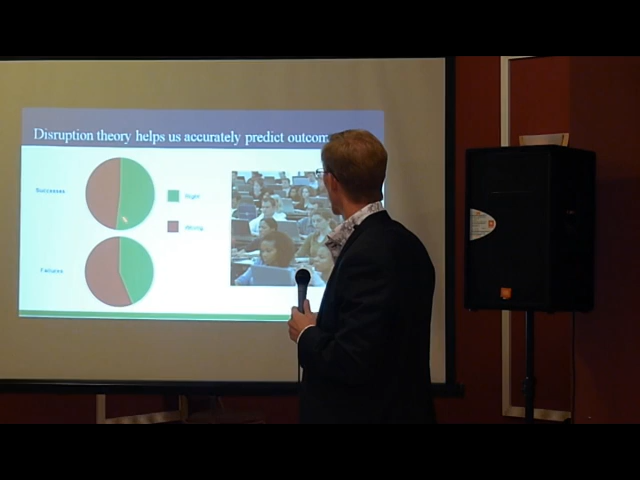 Disruption theory helps us accurately predict outcom
Successes
Right
Wrong
Failures